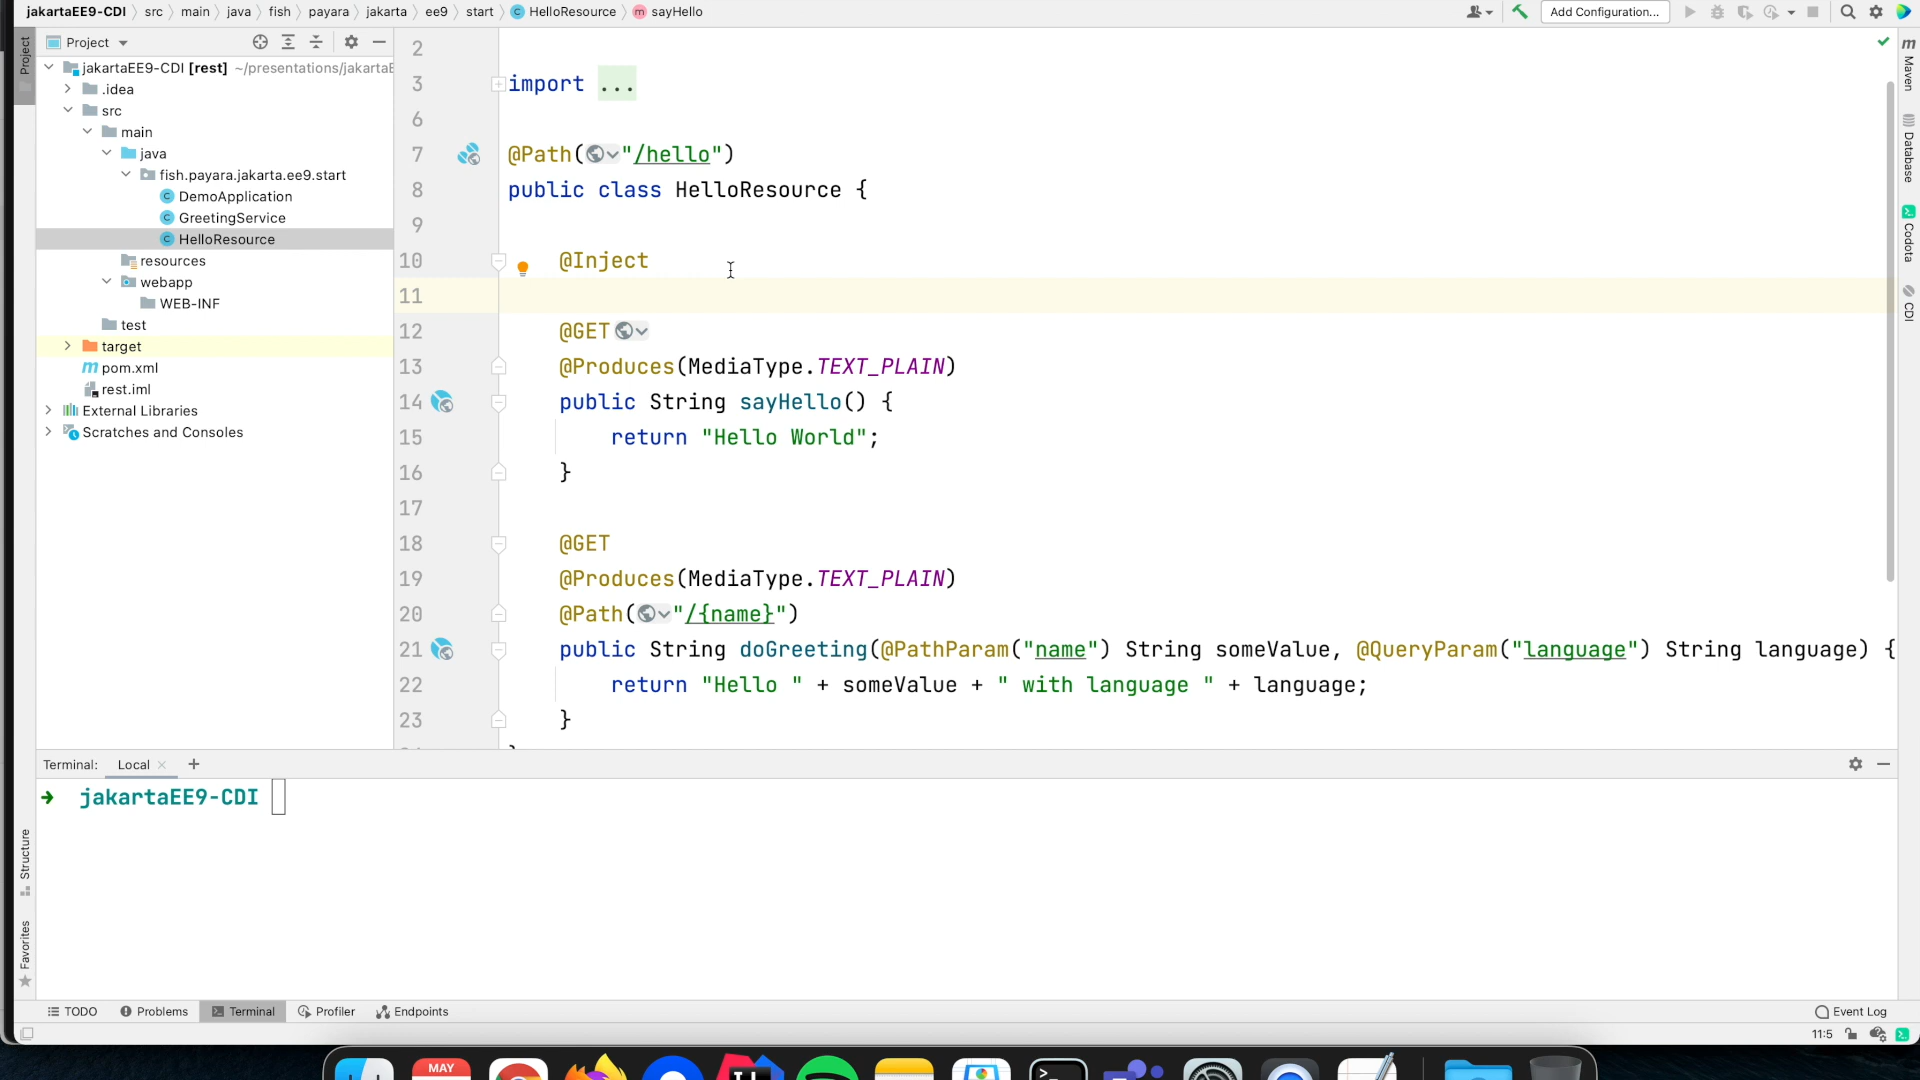 jakartaEE9-CDI src main java fish payara jakarta ee9 start HelloResource sayHello Add Configuration...
Project
Project
jakartaEE9-CDI [rest] ~/presentations/jakartaE
.idea
src
main
java
fish.payara.jakarta.ee9.start
DemoApplication
GreetingService
HelloResource
resources
webapp
WEB-INF
test
target
pom.xml
rest.iml
External Libraries
Scratches and Consoles
2
3 import ...
6
7 @Path("/hello")
8 public class HelloResource {
9
10 @Inject
11
12 @GET
13 @Produces(MediaType.TEXT_PLAIN)
14 public String sayHello() {
15 return "Hello World";
16 }
17
18 @GET
19 @Produces(MediaType.TEXT_PLAIN)
20 @Path("/{name}")
21 public String doGreeting(@PathParam("name") String someValue, @QueryParam("language") String language) {
22 return "Hello " + someValue + " with language " + language;
23 }
Maven
Database
Codota
CDI
Terminal: Local
jakartaEE9-CDI
Structure
Favorites
TODO Problems Terminal Profiler Endpoints Event Log
11:5
MAY